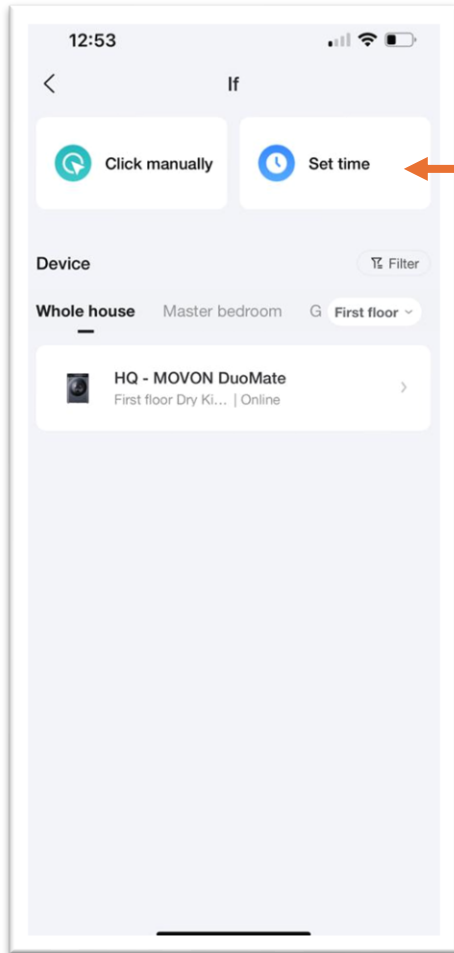 12:53
If
Click manually
Set time
Device
Filter
Whole house Master bedroom G First floor
HQ - MOVON DuoMate
First floor Dry Ki... | Online